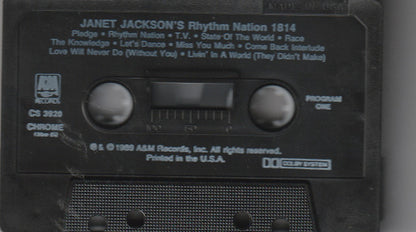 MADE IN U.S.A.
JANET JACKSON'S Rhythm Nation 1814
Pledge • Rhythm Nation • T.V. • State Of The World • Race
The Knowledge • Let's Dance • Miss You Much • Come Back Interlude
Love Will Never Do (Without You) • Livin' In A World (They Didn't Make)
A&M
RECORDS
CS 3920
CHROME
PROGRAM
ONE
100 50 0
℗ & © 1989 A&M Records, Inc. All rights reserved.
Printed in the U.S.A.
DOLBY SYSTEM